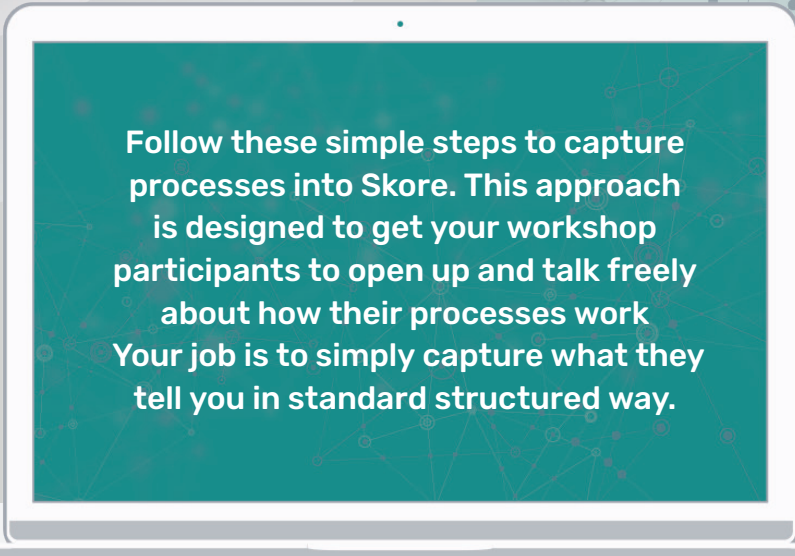 Follow these simple steps to capture
processes into Skore. This approach
is designed to get your workshop
participants to open up and talk freely
about how their processes work
Your job is to simply capture what they
tell you in standard structured way.